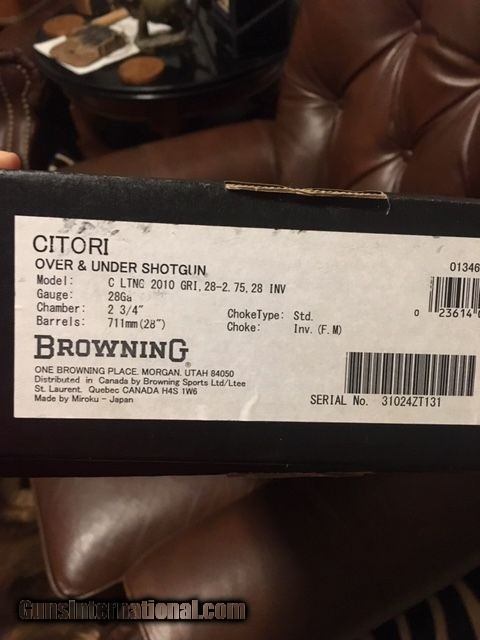 CITORI
OVER & UNDER SHOTGUN
01346
Model: C LTNG 2010 GRI,28-2.75,28 INV
Gauge: 28Ga
Chamber: 2 3/4" ChokeType: Std.
Barrels: 711mm(28") Choke: Inv.(F.M)
0 23614
BROWNING®
ONE BROWNING PLACE. MORGAN. UTAH 84050
Distributed in Canada by Browning Sports Ltd/Ltee
St. Laurent. Quebec CANADA H4S 1W6
Made by Miroku - Japan
SERIAL No. 31024ZT131
GunsInternational.com